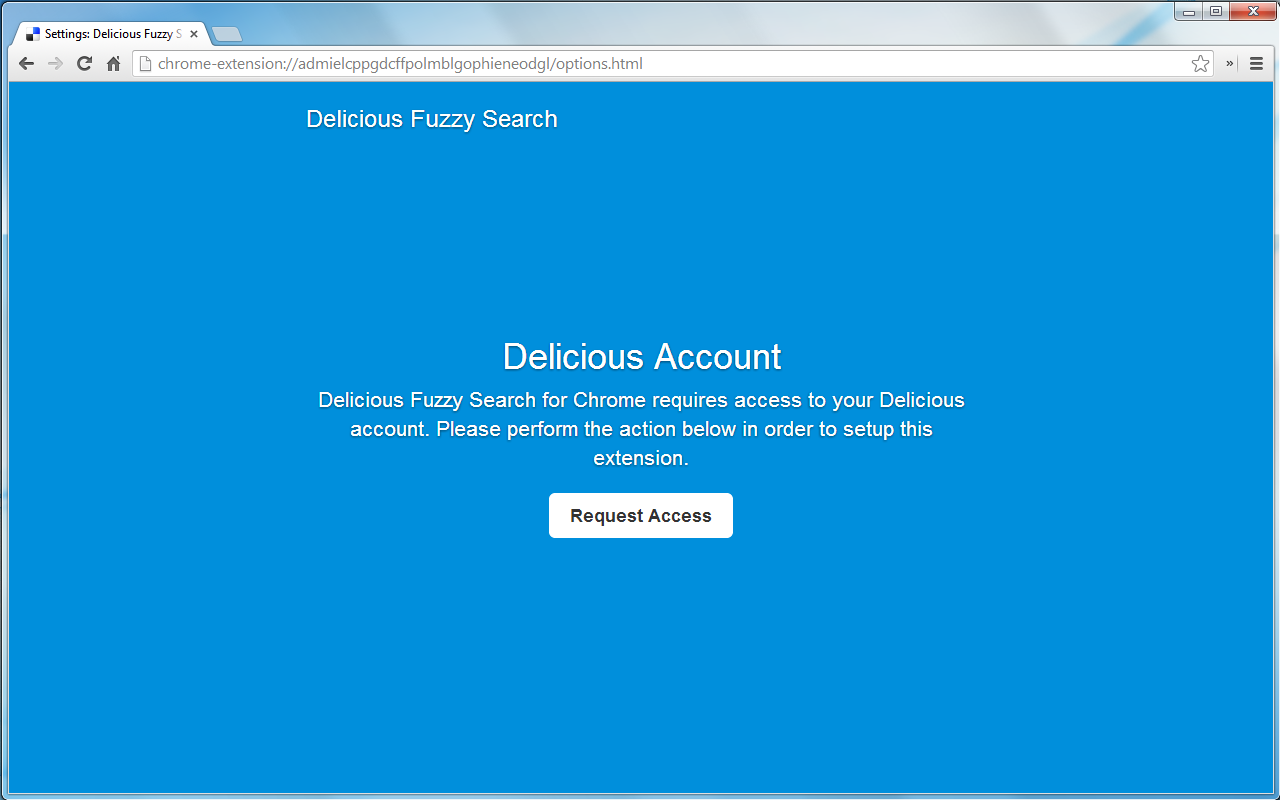 Settings: Delicious Fuzzy S
chrome-extension://admielcppgdcffpolmblgophieneodgl/options.html
Delicious Fuzzy Search
Delicious Account
Delicious Fuzzy Search for Chrome requires access to your Delicious
account. Please perform the action below in order to setup this
extension.
Request Access